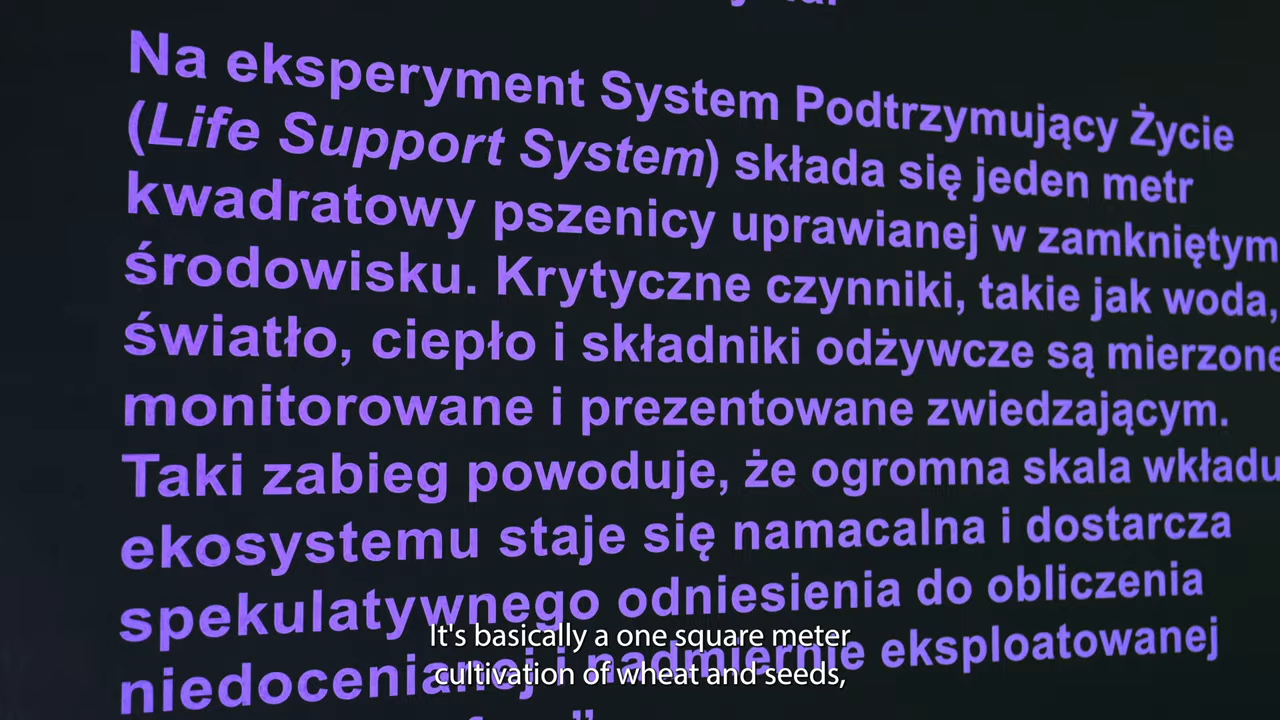 Na eksperyment System Podtrzymujący Życie
(Life Support System) składa się jeden metr
kwadratowy pszenicy uprawianej w zamkniętym
środowisku. Krytyczne czynniki, takie jak woda,
światło, ciepło i składniki odżywcze są mierzone
monitorowane i prezentowane zwiedzającym.
Taki zabieg powoduje, że ogromna skala wkładu
ekosystemu staje się namacalna i dostarcza
spekulatywnego odniesienia do obliczenia
niedocenianej i nadmiernie eksploatowanej
It's basically a one square meter
cultivation of wheat and seeds,